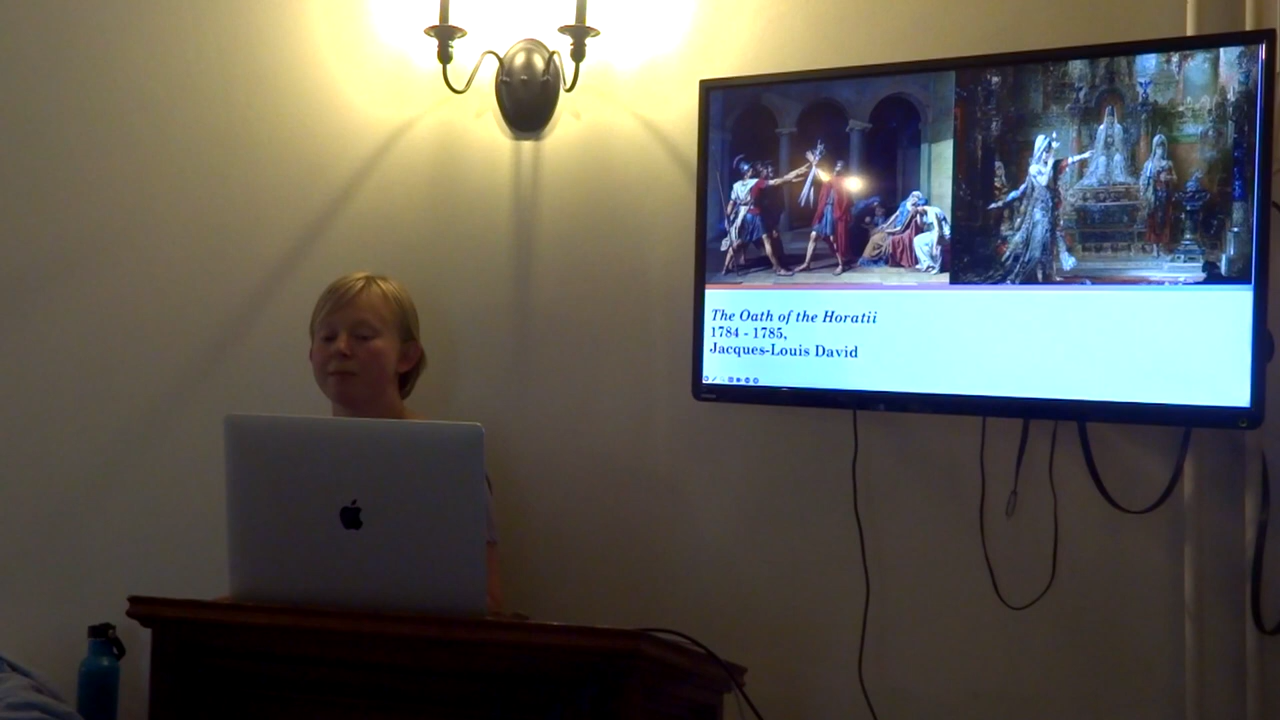 The Oath of the Horatii
1784 - 1785,
Jacques-Louis David